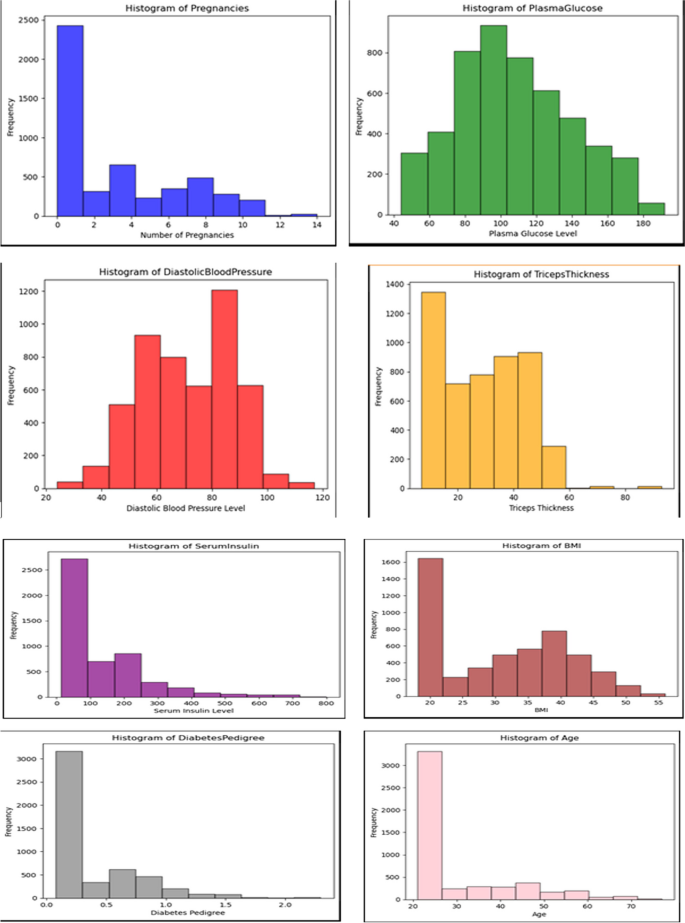 Histogram of Pregnancies
Frequency
2500
2000
1500
1000
500
0
0 2 4 6 8 10 12 14
Number of Pregnancies
Histogram of PlasmaGlucose
Frequency
800
600
400
200
0
40 60 80 100 120 140 160 180
Plasma Glucose Level
Histogram of DiastolicBloodPressure
Frequency
1200
1000
800
600
400
200
0
20 40 60 80 100 120
Diastolic Blood Pressure Level
Histogram of TricepsThickness
Frequency
1400
1200
1000
800
600
400
200
0
20 40 60 80
Triceps Thickness
Histogram of SerumInsulin
Frequency
2500
2000
1500
1000
500
0
0 100 200 300 400 500 600 700 800
Serum Insulin Level
Histogram of BMI
Frequency
1600
1400
1200
1000
800
600
400
200
0
20 25 30 35 40 45 50 55
BMI
Histogram of DiabetesPedigree
Frequency
3000
2500
2000
1500
1000
500
0
0.0 0.5 1.0 1.5 2.0
Diabetes Pedigree
Histogram of Age
Frequency
3000
2500
2000
1500
1000
500
0
20 30 40 50 60 70
Age